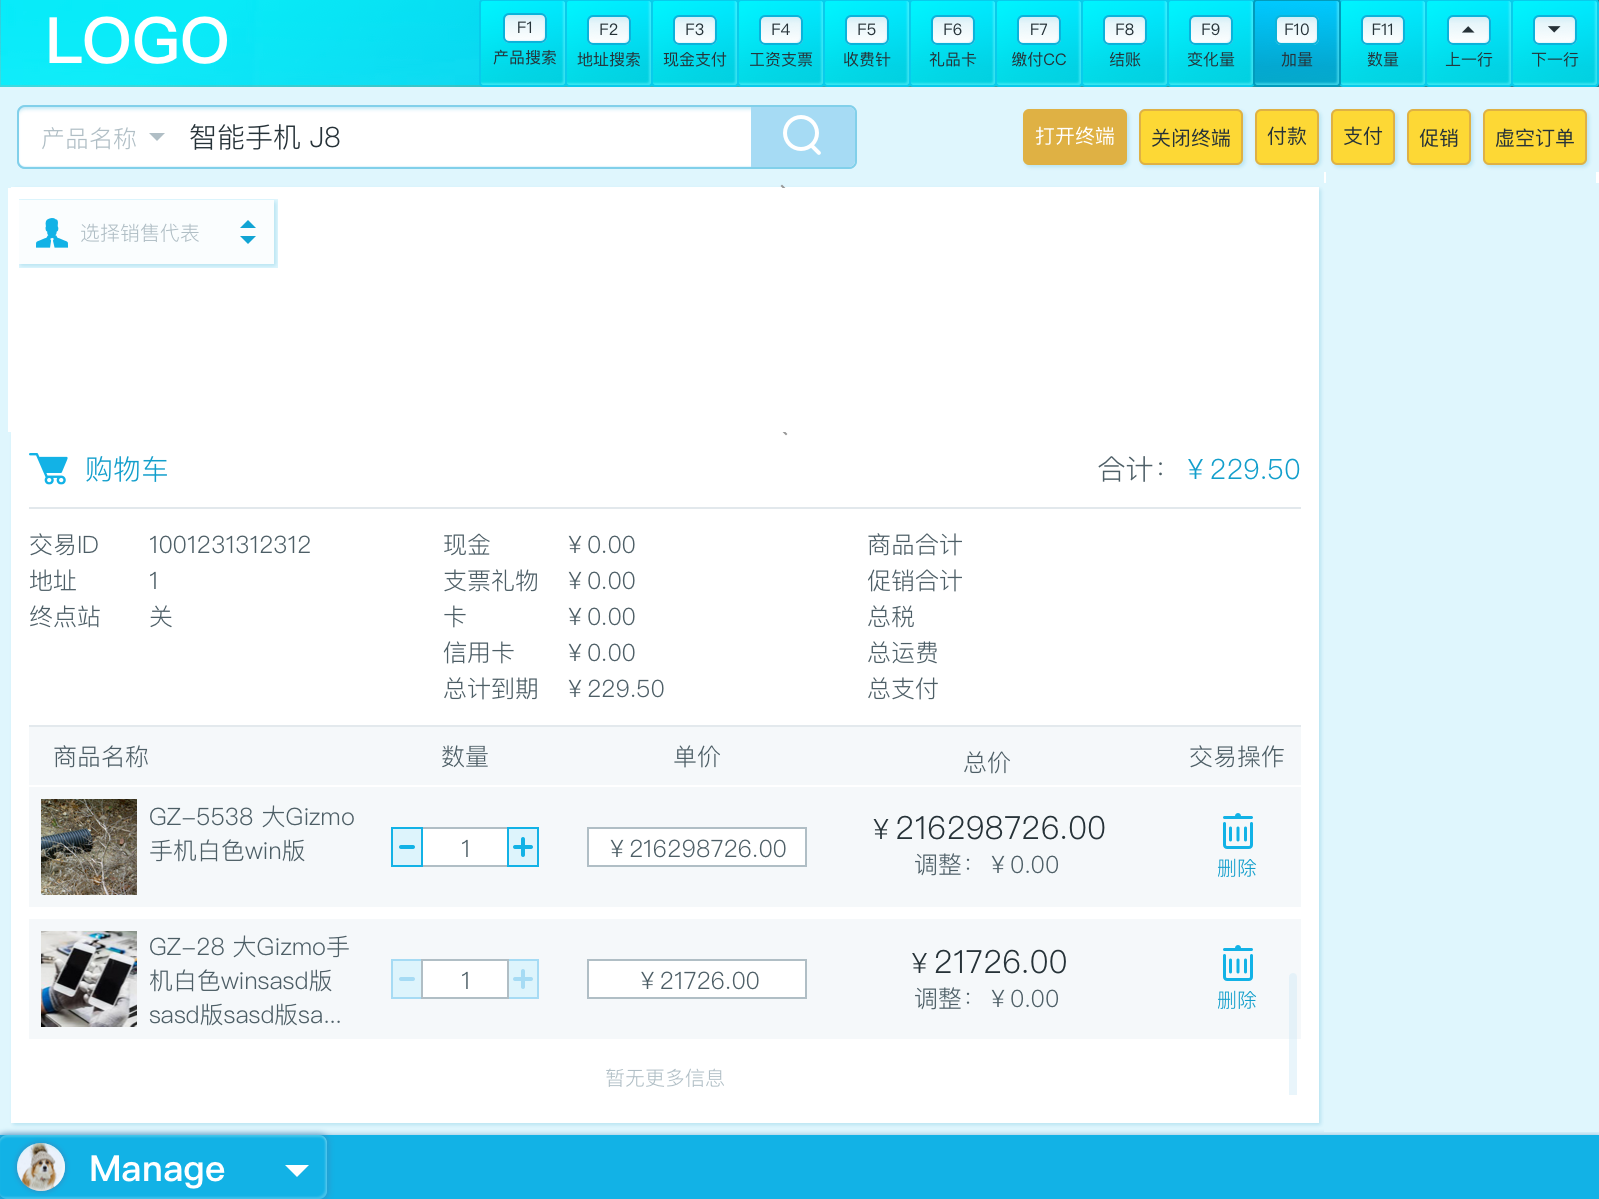 LOGO
F1 F2 F3 F4 F5 F6 F7 F8 F9 F10 F11
产品搜索 地址搜索 现金支付 工资支票 收费针 礼品卡 缴付CC 结账 变化量 加量 数量 上一行 下一行
产品名称 智能手机 J8
打开终端 关闭终端 付款 支付 促销 虚空订单
选择销售代表
购物车 合计： ¥ 229.50
交易ID 1001231312312 现金 ¥ 0.00 商品合计
地址 1 支票礼物 ¥ 0.00 促销合计
终点站 关 卡 ¥ 0.00 总税
信用卡 ¥ 0.00 总运费
总计到期 ¥ 229.50 总支付
商品名称 数量 单价 总价 交易操作
GZ-5538 大Gizmo
手机白色win版
1 ¥ 216298726.00 ¥ 216298726.00
调整： ¥ 0.00
删除
GZ-28 大Gizmo手
机白色winsasd版
sasd版sasd版sa...
1 ¥ 21726.00 ¥ 21726.00
调整： ¥ 0.00
删除
暂无更多信息
Manage